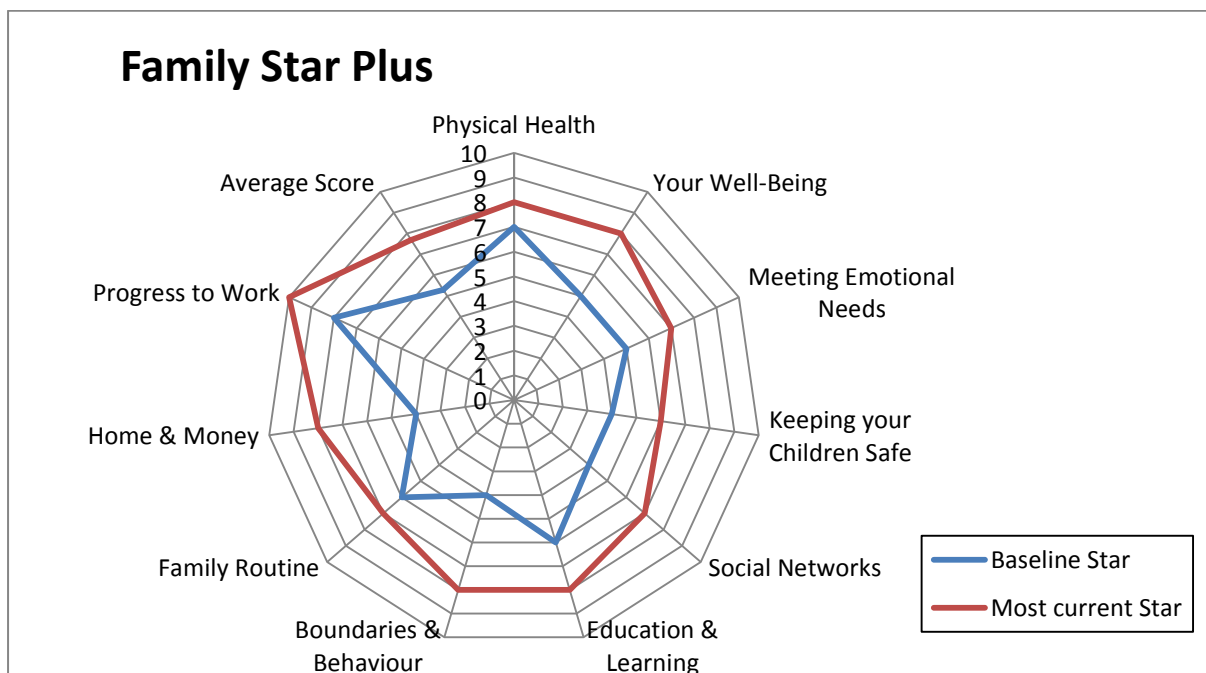 Family Star Plus
Physical Health
10
9
8
7
6
5
4
3
2
1
0
Your Well-Being
Meeting Emotional
Needs
Keeping your
Children Safe
Social Networks
Education &
Learning
Boundaries &
Behaviour
Family Routine
Home & Money
Progress to Work
Average Score
Baseline Star
Most current Star